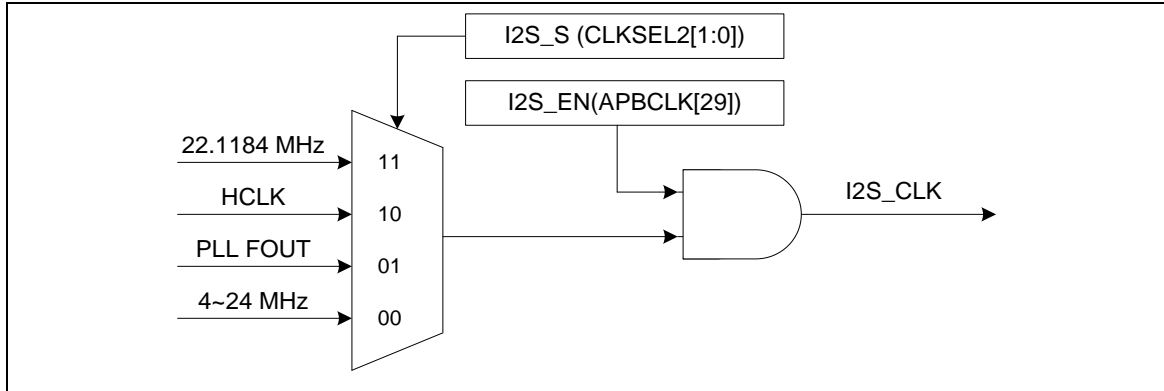 I2S_S (CLKSEL2[1:0])
I2S_EN(APBCLK[29])
22.1184 MHz
11
HCLK
10
I2S_CLK
PLL FOUT
01
4~24 MHz
00